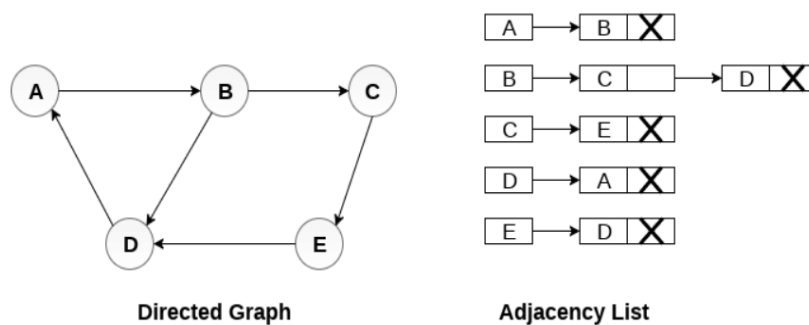 A
B
C
D
E
Directed Graph
A B X
B C D X
C E X
D A X
E D X
Adjacency List